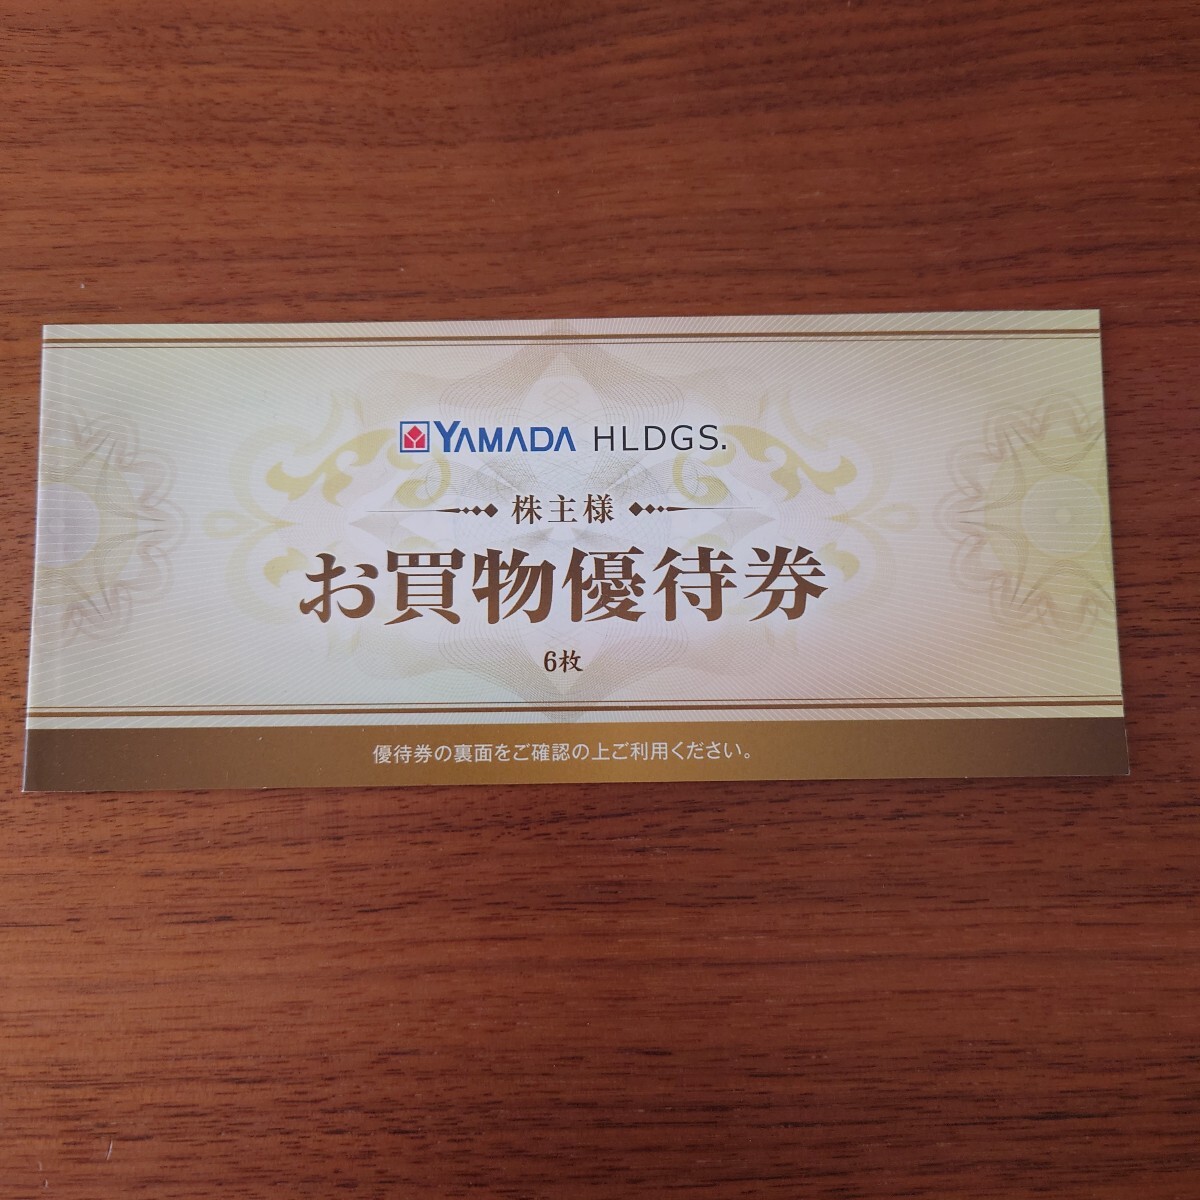 YAMADA HLDGS.
株主様
お買物優待券
6枚
優待券の裏面をご確認の上ご利用ください。